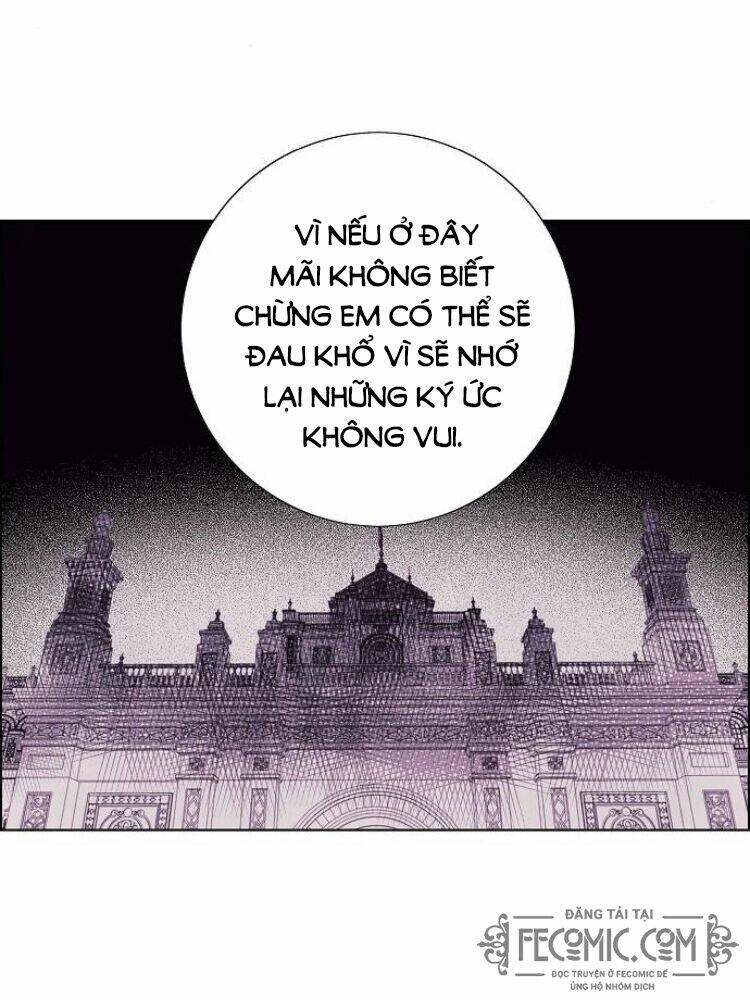 VÌ NẾU Ở ĐÂY
MÃI KHÔNG BIẾT
CHỪNG EM CÓ THỂ SẼ
ĐAU KHỔ VÌ SẼ NHỚ
LẠI NHỮNG KÝ ỨC
KHÔNG VUI.
ĐĂNG TẢI TẠI
FECOMIC.COM
ĐỌC TRUYỆN Ở FECOMIC ĐỂ
ỦNG HỘ NHÓM DỊCH